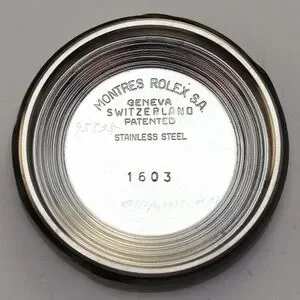 MONTRES ROLEX S.A.
GENEVA
SWITZERLAND
PATENTED
STAINLESS STEEL
1603